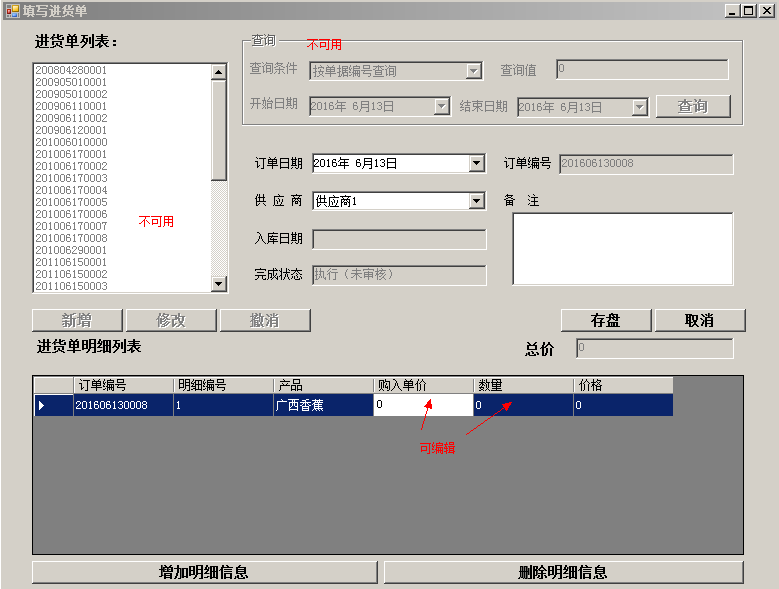 填写进货单
进货单列表：
查询
不可用
查询条件 按单据编号查询 查询值 0
开始日期 2016年 6月13日 结束日期 2016年 6月13日 查询
200804280001
200905010001
200905010002
200906110001
200906110002
200906120001
201006010000
201006170001
201006170002
201006170003
201006170004
201006170005
201006170006
201006170007
201006170008
201006290001
201106150001
201106150002
201106150003
不可用
订单日期 2016年 6月13日 订单编号 201606130008
供 应 商 供应商1 备 注
入库日期
完成状态 执行（未审核）
新增 修改 撤消 存盘 取消
进货单明细列表 总价 0
订单编号 明细编号 产品 购入单价 数量 价格
201606130008 1 广西香蕉 0 0 0
可编辑
增加明细信息 删除明细信息